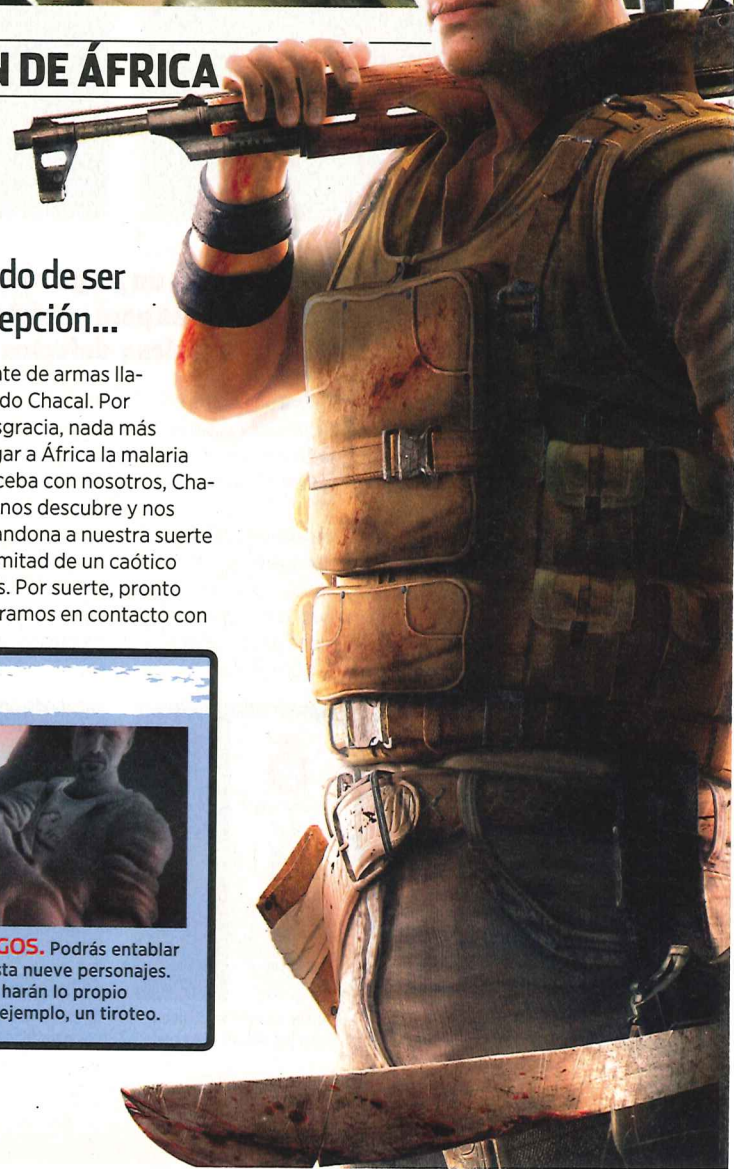 N DE ÁFRICA
do de ser
epción...
te de armas lla-
do Chacal. Por
sgracia, nada más
gar a África la malaria
ceba con nosotros, Cha-
nos descubre y nos
andona a nuestra suerte
mitad de un caótico
s. Por suerte, pronto
ramos en contacto con
GOS. Podrás entablar
sta nueve personajes.
harán lo propio
ejemplo, un tiroteo.